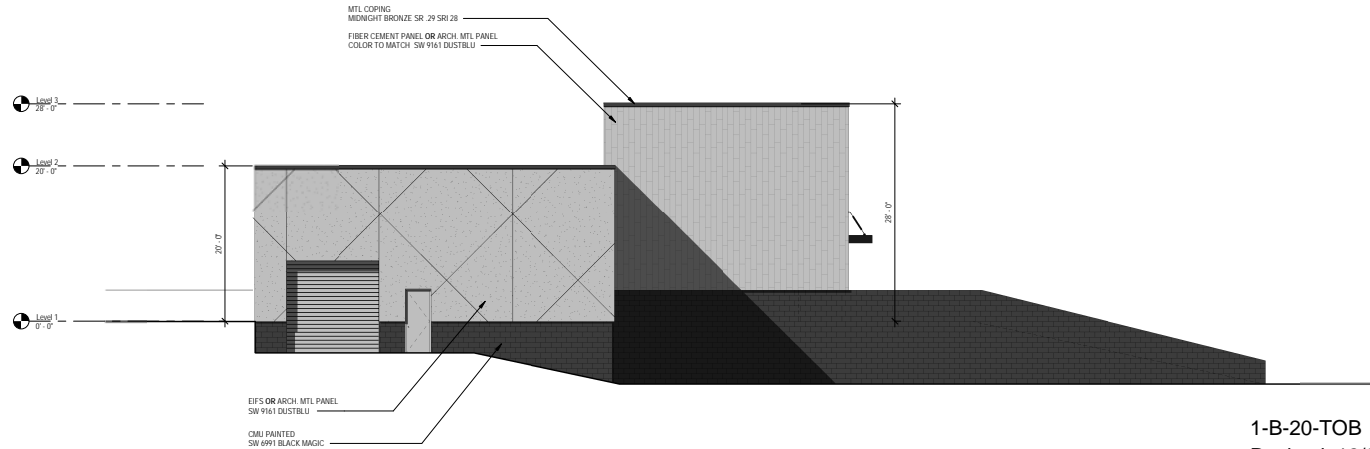 MTL COPING
MIDNIGHT BRONZE SR .29 SRI 28
FIBER CEMENT PANEL OR ARCH. MTL PANEL
COLOR TO MATCH SW 9161 DUSTBLU
Level 3
28' - 0"
Level 2
20' - 0"
20' - 0"
28' - 0"
Level 1
0' - 0"
EIFS OR ARCH. MTL PANEL
SW 9161 DUSTBLU
CMU PAINTED
SW 6991 BLACK MAGIC
1-B-20-TOB